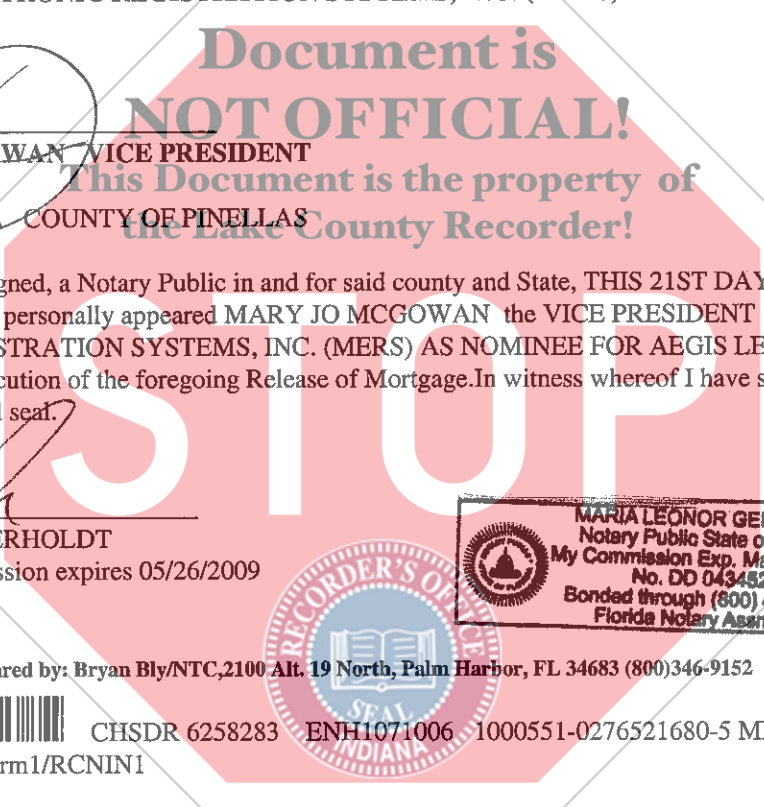 Document is
NOT OFFICIAL!
WAN VICE PRESIDENT
This Document is the property of
COUNTY OF PINELLAS
the Lake County Recorder!
gned, a Notary Public in and for said county and State, THIS 21ST DAY
personally appeared MARY JO MCGOWAN the VICE PRESIDENT
STRATION SYSTEMS, INC. (MERS) AS NOMINEE FOR AEGIS LE
cution of the foregoing Release of Mortgage.In witness whereof I have s
l seal.
STOP
ERHOLDT
ssion expires 05/26/2009
MARIA LEONOR GE
Notary Public State o
My Commission Exp. Ma
No. DD 043452
Bonded through (800)
Florida Notary Assn
RECORDER'S OFFICE
SEAL
INDIANA
ared by: Bryan Bly/NTC,2100 Alt. 19 North, Palm Harbor, FL 34683 (800)346-9152
CHSDR 6258283 ENH1071006 1000551-0276521680-5 M
rm1/RCNIN1